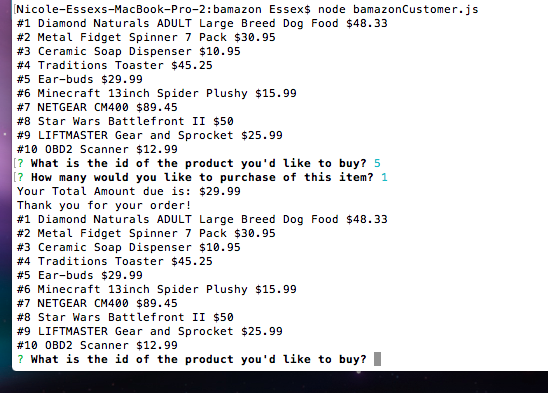 [Nicole-Essexs-MacBook-Pro-2:bamazon Essex$ node bamazonCustomer.js
#1 Diamond Naturals ADULT Large Breed Dog Food $48.33
#2 Metal Fidget Spinner 7 Pack $30.95
#3 Ceramic Soap Dispenser $10.95
#4 Traditions Toaster $45.25
#5 Ear-buds $29.99
#6 Minecraft 13inch Spider Plushy $15.99
#7 NETGEAR CM400 $89.45
#8 Star Wars Battlefront II $50
#9 LIFTMASTER Gear and Sprocket $25.99
#10 OBD2 Scanner $12.99
[? What is the id of the product you'd like to buy? 5
[? How many would you like to purchase of this item? 1
Your Total Amount due is: $29.99
Thank you for your order!
#1 Diamond Naturals ADULT Large Breed Dog Food $48.33
#2 Metal Fidget Spinner 7 Pack $30.95
#3 Ceramic Soap Dispenser $10.95
#4 Traditions Toaster $45.25
#5 Ear-buds $29.99
#6 Minecraft 13inch Spider Plushy $15.99
#7 NETGEAR CM400 $89.45
#8 Star Wars Battlefront II $50
#9 LIFTMASTER Gear and Sprocket $25.99
#10 OBD2 Scanner $12.99
? What is the id of the product you'd like to buy?